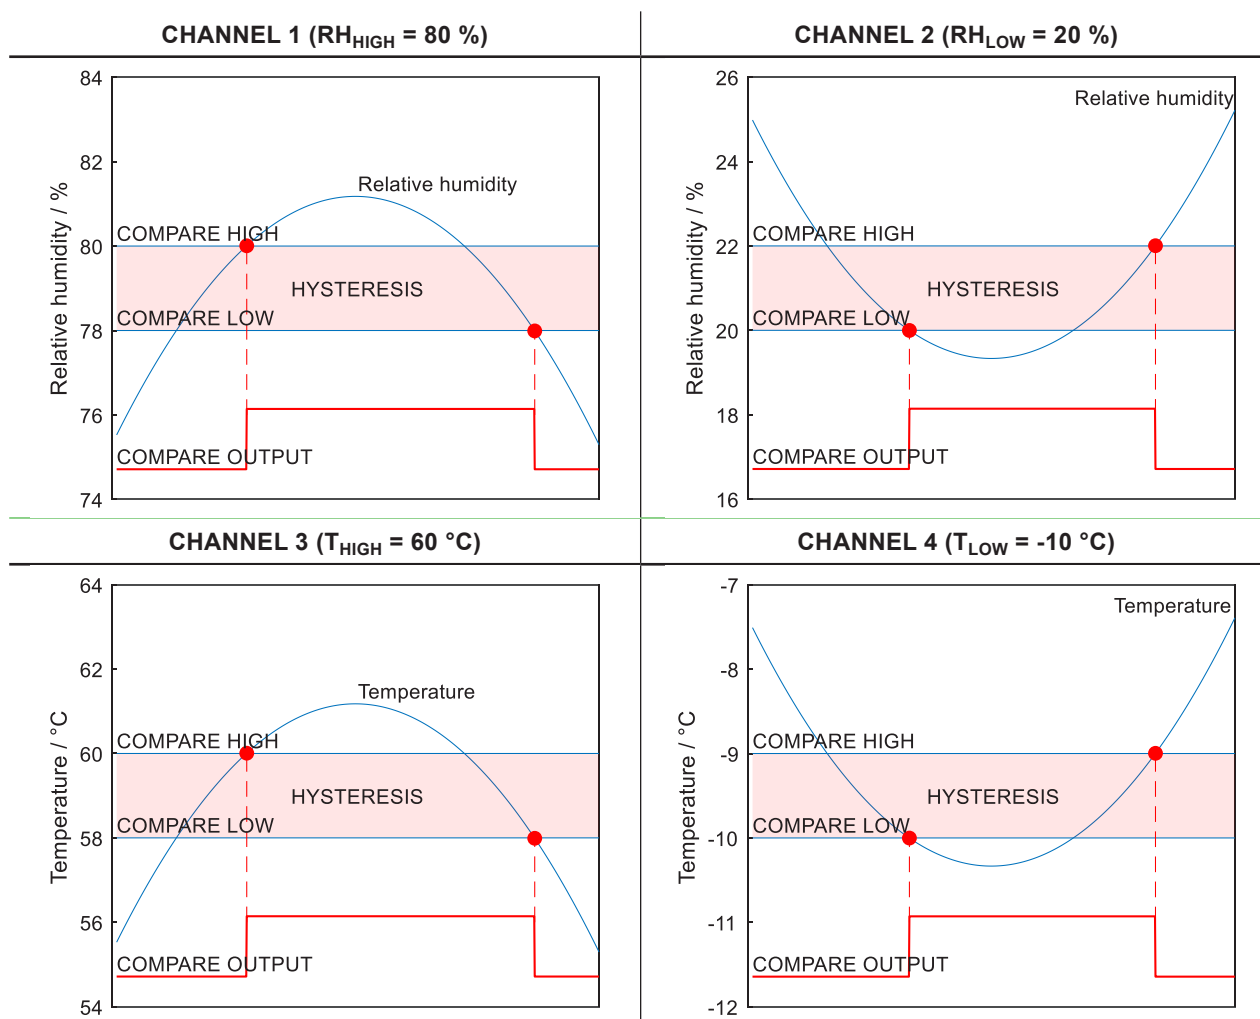 CHANNEL 1 (RHHIGH = 80 %)
84
82
80
78
76
74
Relative humidity / %
Relative humidity
COMPARE HIGH
HYSTERESIS
COMPARE LOW
COMPARE OUTPUT
CHANNEL 2 (RHLOW = 20 %)
26
24
22
20
18
16
Relative humidity / %
Relative humidity
COMPARE HIGH
HYSTERESIS
COMPARE LOW
COMPARE OUTPUT
CHANNEL 3 (THIGH = 60 °C)
64
62
60
58
56
54
Temperature / °C
Temperature
COMPARE HIGH
HYSTERESIS
COMPARE LOW
COMPARE OUTPUT
CHANNEL 4 (TLOW = -10 °C)
-7
-8
-9
-10
-11
-12
Temperature / °C
Temperature
COMPARE HIGH
HYSTERESIS
COMPARE LOW
COMPARE OUTPUT